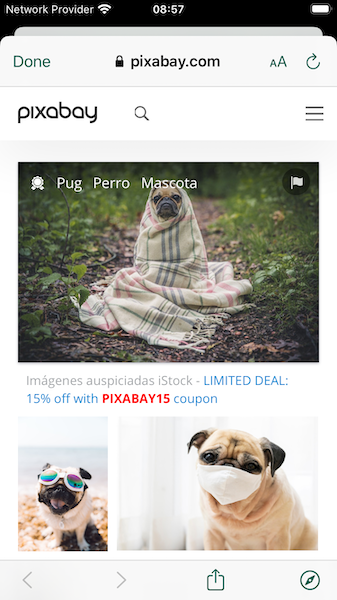 Network Provider 08:57
Done pixabay.com AA
pixabay
Pug Perro Mascota
Imágenes auspiciadas iStock - LIMITED DEAL:
15% off with PIXABAY15 coupon